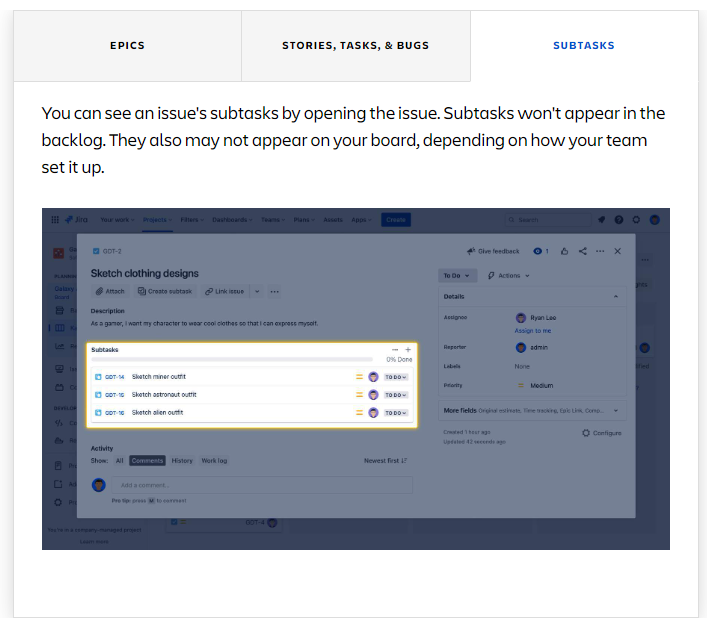 EPICS
STORIES, TASKS, & BUGS
SUBTASKS
You can see an issue's subtasks by opening the issue. Subtasks won't appear in the
backlog. They also may not appear on your board, depending on how your team
set it up.
Jira Your work Projects Filters Dashboards Teams Plans Assets Apps Create Search
GDT-2 Give feedback 1
Sketch clothing designs To Do Actions
Attach Create subtask Link issue
Details
Description
As a gamer, I want my character to wear cool clothes so that I can express myself.
Assignee Ryan Lee
Assign to me
Reporter admin
Subtasks
0% Done
Labels None
GDT-14 Sketch miner outfit TO DO
Priority Medium
GDT-15 Sketch astronaut outfit TO DO
GDT-16 Sketch alien outfit TO DO
More fields Original estimate, Time tracking, Epic Link, Comp...
Created 1 hour ago Configure
Updated 42 seconds ago
Activity
Show: All Comments History Work log Newest first
Add a comment...
Pro tip: press M to comment
GDT-4
You're in a company-managed project
Learn more